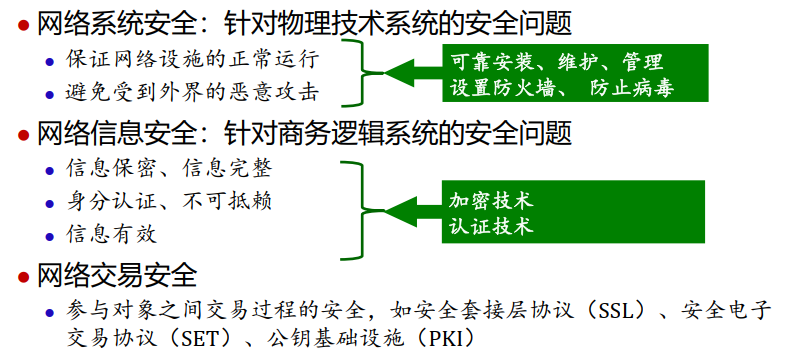 网络系统安全：针对物理技术系统的安全问题
保证网络设施的正常运行
避免受到外界的恶意攻击
可靠安装、维护、管理
设置防火墙、 防止病毒
网络信息安全：针对商务逻辑系统的安全问题
信息保密、信息完整
身分认证、不可抵赖
信息有效
加密技术
认证技术
网络交易安全
参与对象之间交易过程的安全，如安全套接层协议（SSL）、安全电子
交易协议（SET）、公钥基础设施（PKI）